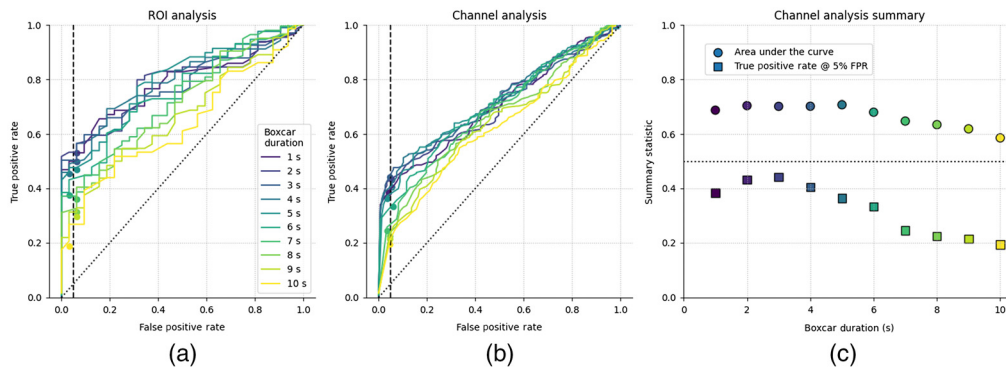 ROI analysis
True positive rate
1.0
0.8
0.6
0.4
0.2
0.0
0.0 0.2 0.4 0.6 0.8 1.0
False positive rate
Boxcar
duration
1 s
2 s
3 s
4 s
5 s
6 s
7 s
8 s
9 s
10 s
(a)
Channel analysis
True positive rate
1.0
0.8
0.6
0.4
0.2
0.0
0.0 0.2 0.4 0.6 0.8 1.0
False positive rate
(b)
Channel analysis summary
Area under the curve
True positive rate @ 5% FPR
Summary statistic
1.0
0.8
0.6
0.4
0.2
0.0
0 2 4 6 8 10
Boxcar duration (s)
(c)